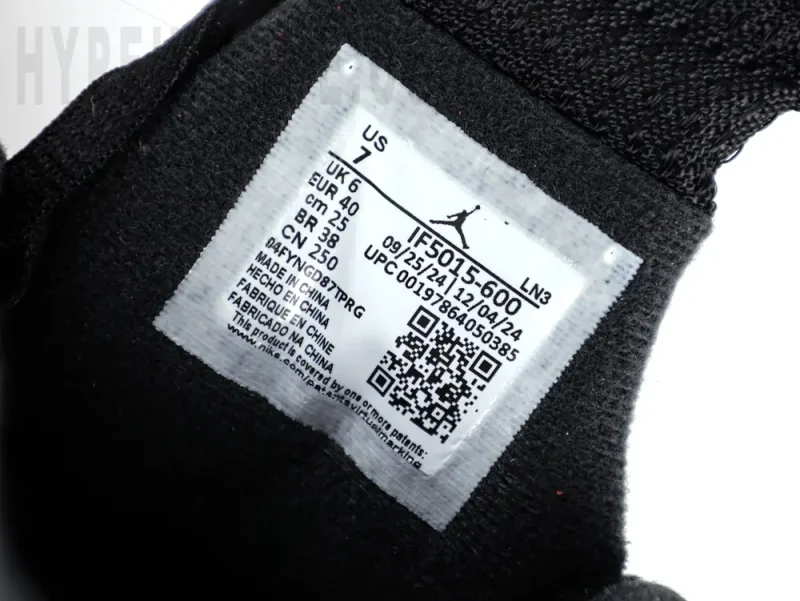 US
7
UK 6
EUR 40
cm 25
BR 38
CN 250
04FYNGD87TPRG
MADE IN CHINA
HECHO EN CHINA
FABRIQUE EN CHINE
FABRICADO NA CHINA
This product is covered by one or more patents:
www.nike.com/patentsvirtualmarking
LN3
IF5015-600
09/25/24 | 12/04/24
UPC 00197864050385